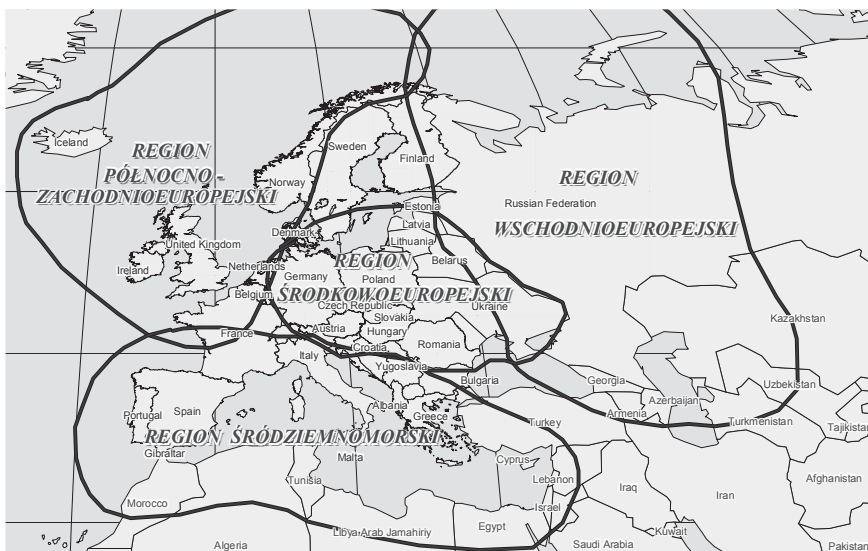 Iceland
REGION
PÓŁNOCNO-
ZACHODNIOEUROPEJSKI
Sweden
Finland
Norway
REGION
WSCHODNIOEUROPEJSKI
Russian Federation
Estonia
Latvia
Lithuania
Denmark
United Kingdom
Ireland
Netherlands
Belarus
REGION
ŚRODKOWOEUROPEJSKI
Germany
Poland
Belgium
Czech Republic
Ukraine
Slovakia
Kazakhstan
France
Austria
Hungary
Croatia
Romania
Italy
Yugoslavia
Bulgaria
Georgia
Uzbekistan
Azerbaijan
Armenia
Portugal
Spain
Albania
Greece
Turkey
Turkmenistan
Tajikistan
REGION ŚRÓDZIEMNOMORSKI
Gibraltar
Malta
Cyprus
Tunisia
Lebanon
Iraq
Iran
Afghanistan
Morocco
Israel
Libya Arab Jamahiriy
Egypt
Kuwait
Algeria
Saudi Arabia
Pakistan